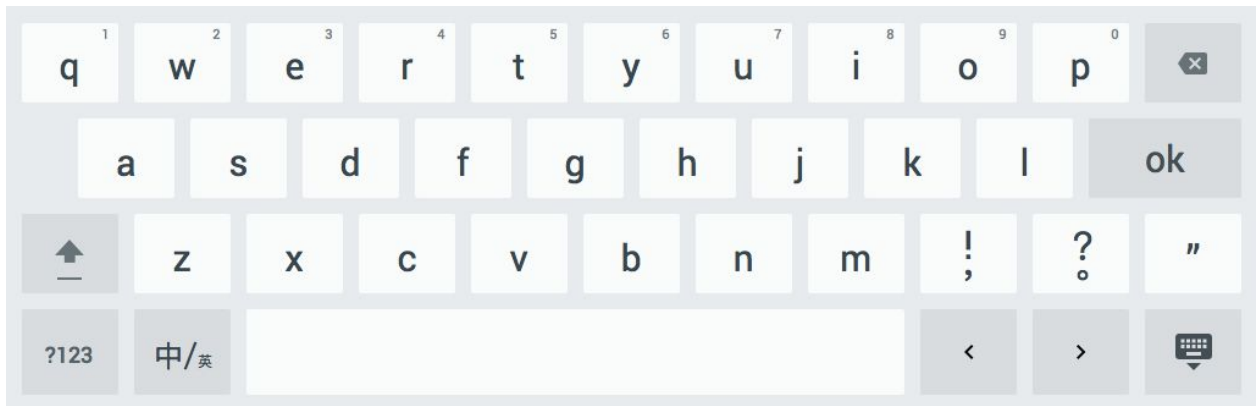 q 1 w 2 e 3 r 4 t 5 y 6 u 7 i 8 o 9 p 0
a s d f g h j k l ok
z x c v b n m ! , ? 。 "
?123 中/英 < >